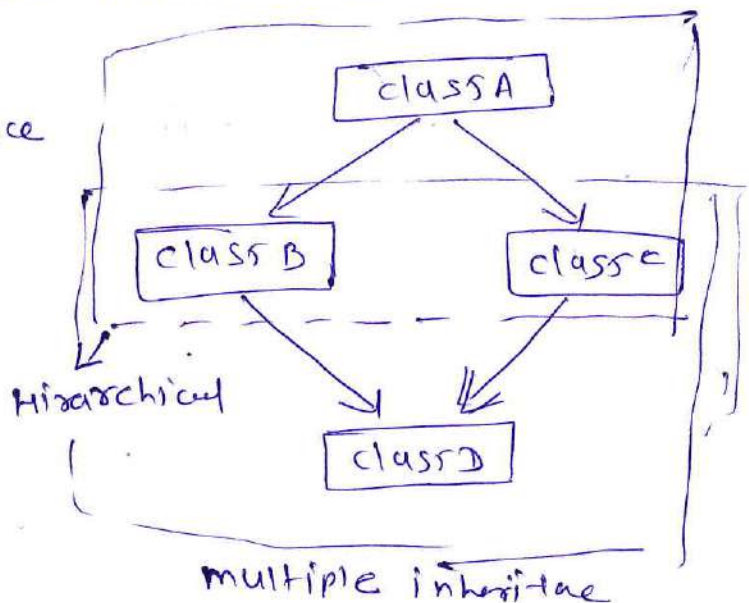 class A
ce
class B
class C
Hirarchical
class D
multiple inheritae